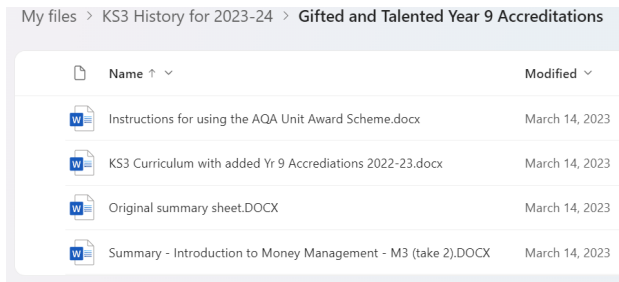 My files > KS3 History for 2023-24 > Gifted and Talented Year 9 Accreditations
Name ↑ Modified
Instructions for using the AQA Unit Award Scheme.docx March 14, 2023
KS3 Curriculum with added Yr 9 Accrediations 2022-23.docx March 14, 2023
Original summary sheet.DOCX March 14, 2023
Summary - Introduction to Money Management - M3 (take 2).DOCX March 14, 2023